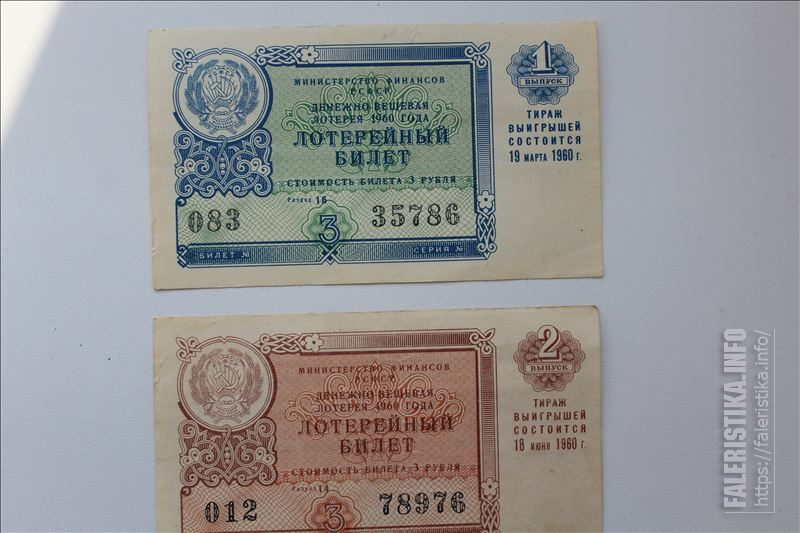 1
ВЫПУСК
МИНИСТЕРСТВО ФИНАНСОВ
РСФСР
ДЕНЕЖНО-ВЕЩЕВАЯ
ЛОТЕРЕЯ 1960 ГОДА
ЛОТЕРЕЙНЫЙ
БИЛЕТ
СТОИМОСТЬ БИЛЕТА 3 РУБЛЯ
Разряд 16
083 35786
3
БИЛЕТ № СЕРИЯ №
ТИРАЖ
ВЫИГРЫШЕЙ
СОСТОИТСЯ
19 МАРТА 1960 г.
2
ВЫПУСК
МИНИСТЕРСТВО ФИНАНСОВ
РСФСР
ДЕНЕЖНО-ВЕЩЕВАЯ
ЛОТЕРЕЯ 1960 ГОДА
ЛОТЕРЕЙНЫЙ
БИЛЕТ
СТОИМОСТЬ БИЛЕТА 3 РУБЛЯ
Разряд 14
012 78976
3
ТИРАЖ
ВЫИГРЫШЕЙ
СОСТОИТСЯ
18 ИЮНЯ 1960 г.
FALERISTIKA.INFO
https://faleristika.info/